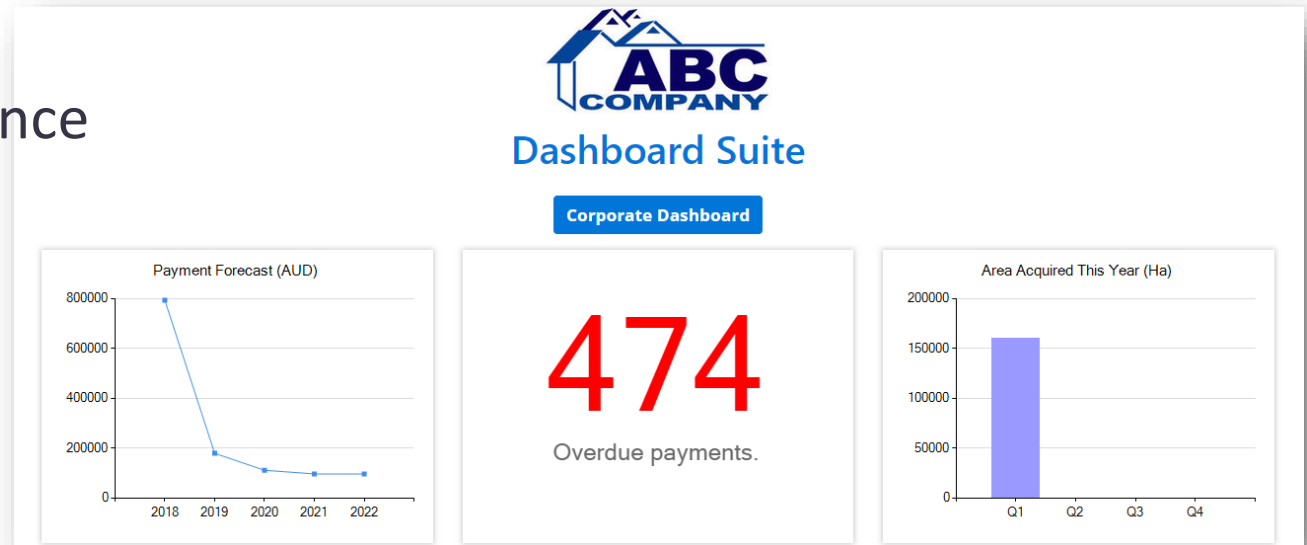 nce
ABC
COMPANY
Dashboard Suite
Corporate Dashboard
Payment Forecast (AUD)
800000
600000
400000
200000
0
2018 2019 2020 2021 2022
474
Overdue payments.
Area Acquired This Year (Ha)
200000
150000
100000
50000
0
Q1 Q2 Q3 Q4